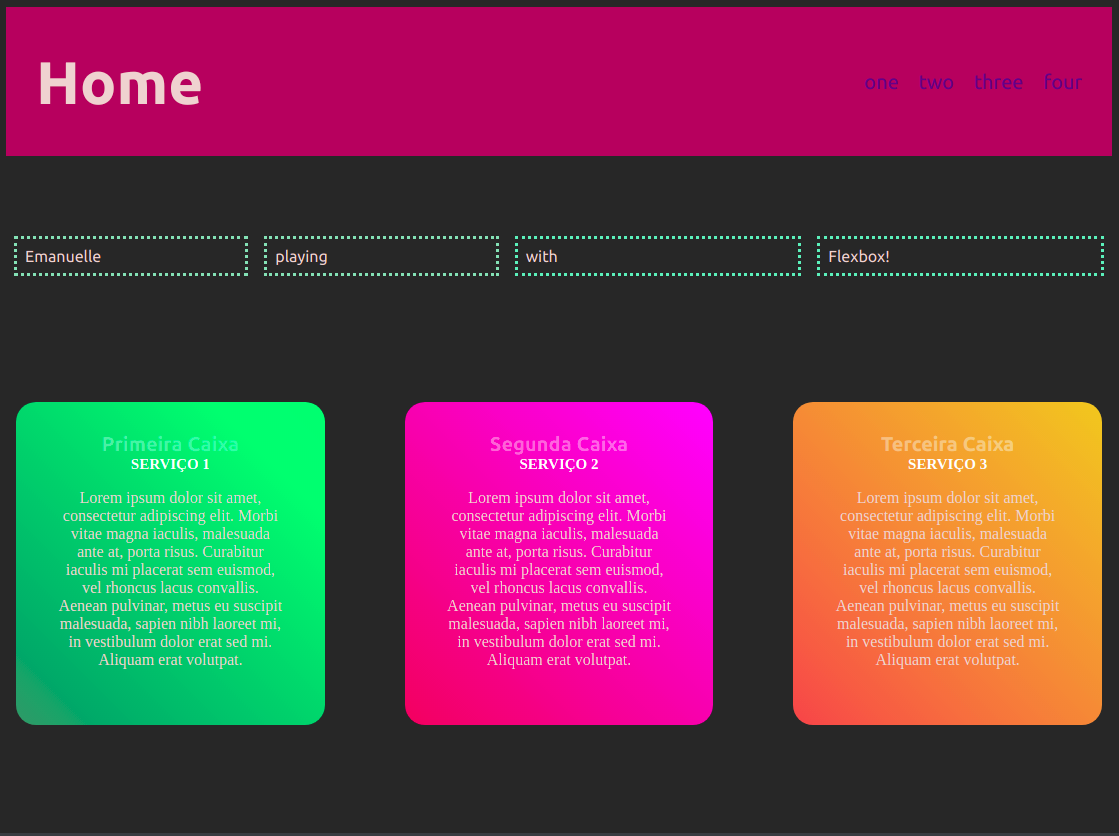 Home
one two three four
Emanuelle playing with Flexbox!
Primeira Caixa
SERVIÇO 1
Lorem ipsum dolor sit amet,
consectetur adipiscing elit. Morbi
vitae magna iaculis, malesuada
ante at, porta risus. Curabitur
iaculis mi placerat sem euismod,
vel rhoncus lacus convallis.
Aenean pulvinar, metus eu suscipit
malesuada, sapien nibh laoreet mi,
in vestibulum dolor erat sed mi.
Aliquam erat volutpat.
Segunda Caixa
SERVIÇO 2
Lorem ipsum dolor sit amet,
consectetur adipiscing elit. Morbi
vitae magna iaculis, malesuada
ante at, porta risus. Curabitur
iaculis mi placerat sem euismod,
vel rhoncus lacus convallis.
Aenean pulvinar, metus eu suscipit
malesuada, sapien nibh laoreet mi,
in vestibulum dolor erat sed mi.
Aliquam erat volutpat.
Terceira Caixa
SERVIÇO 3
Lorem ipsum dolor sit amet,
consectetur adipiscing elit. Morbi
vitae magna iaculis, malesuada
ante at, porta risus. Curabitur
iaculis mi placerat sem euismod,
vel rhoncus lacus convallis.
Aenean pulvinar, metus eu suscipit
malesuada, sapien nibh laoreet mi,
in vestibulum dolor erat sed mi.
Aliquam erat volutpat.